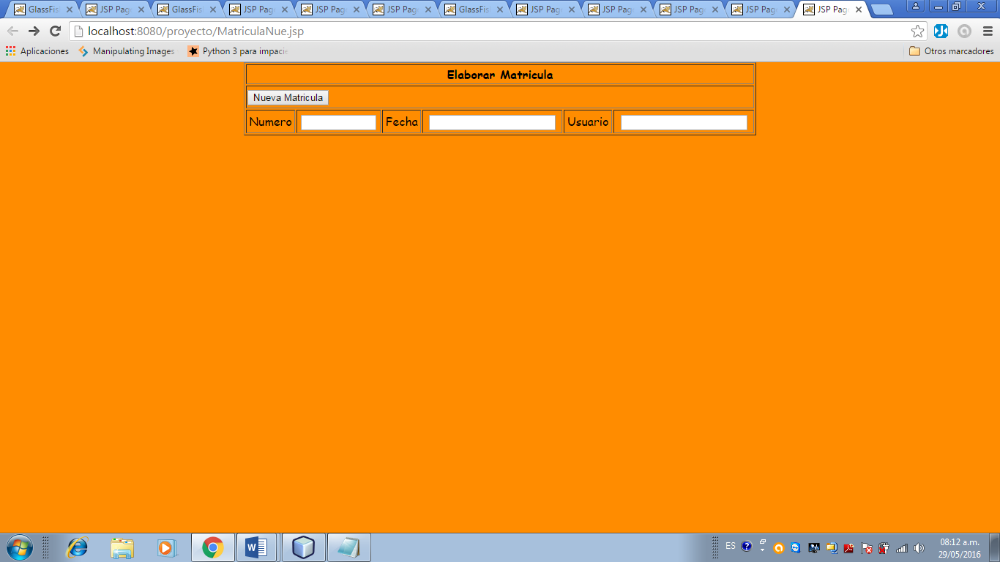 GlassFis JSP Pag GlassFis JSP Pag JSP Pag JSP Pag GlassFis JSP Pag JSP Pag JSP Pag JSP Pag JSP Pag
localhost:8080/proyecto/MatriculaNue.jsp
Aplicaciones Manipulating Images Python 3 para impacie Otros marcadores
Elaborar Matricula
Nueva Matricula
Numero Fecha Usuario
ES 08:12 a.m.
29/05/2016